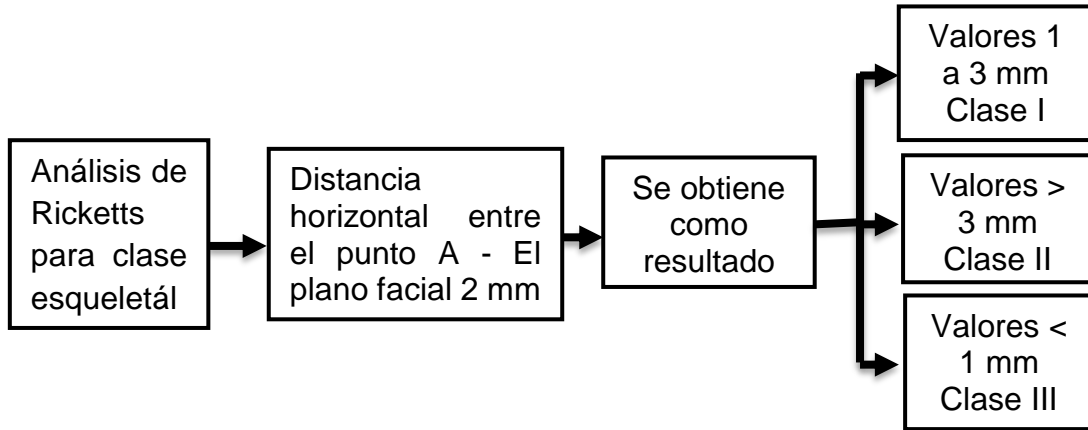 Análisis de
Ricketts
para clase
esqueletál
Distancia
horizontal entre
el punto A - El
plano facial 2 mm
Se obtiene
como
resultado
Valores 1
a 3 mm
Clase I
Valores >
3 mm
Clase II
Valores <
1 mm
Clase III